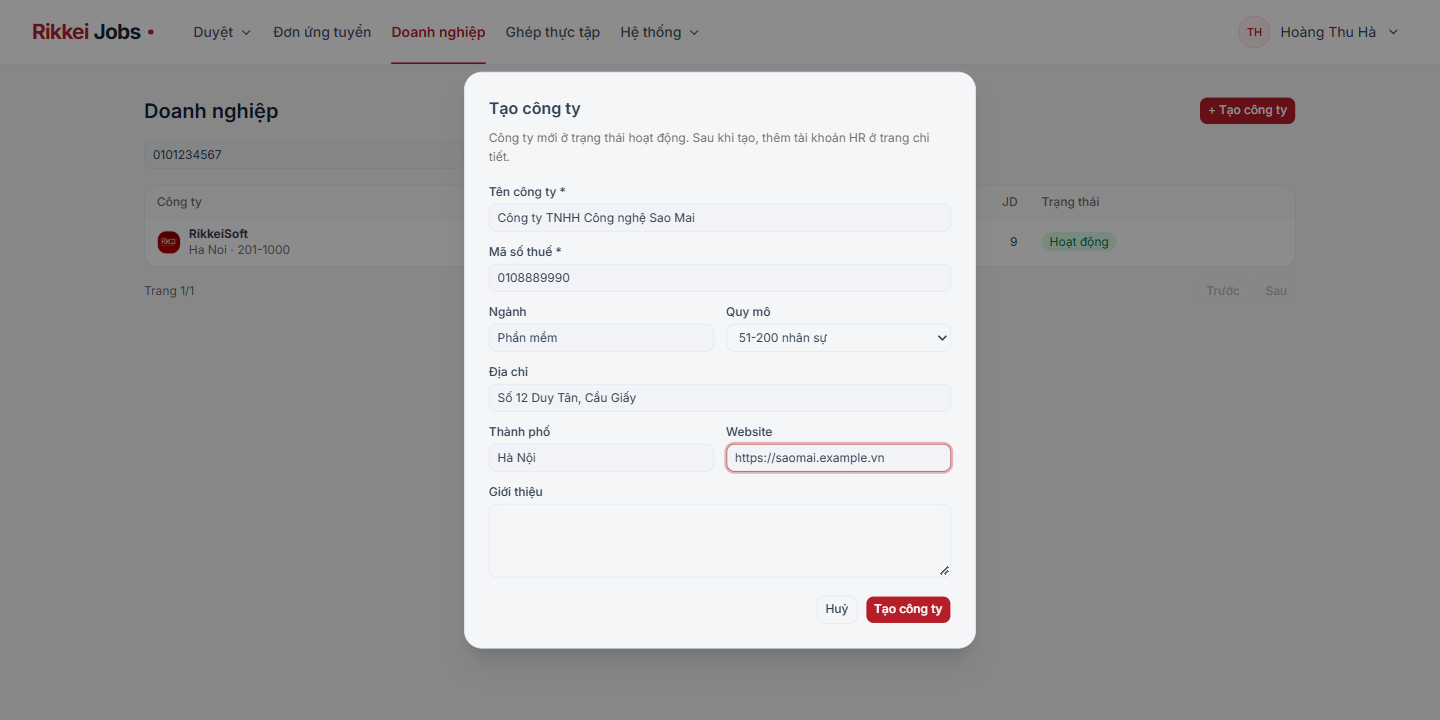 Rikkei Jobs
Duyệt
Đơn ứng tuyển
Doanh nghiệp
Ghép thực tập
Hệ thống
TH
Hoàng Thu Hà
Doanh nghiệp
+ Tạo công ty
0101234567
Công ty
JD
Trạng thái
RikkeiSoft
Ha Noi · 201-1000
9
Hoạt động
Trang 1/1
Trước
Sau
Tạo công ty
Công ty mới ở trạng thái hoạt động. Sau khi tạo, thêm tài khoản HR ở trang chi
tiết.
Tên công ty *
Công ty TNHH Công nghệ Sao Mai
Mã số thuế *
0108889990
Ngành
Quy mô
Phần mềm
51-200 nhân sự
Địa chỉ
Số 12 Duy Tân, Cầu Giấy
Thành phố
Website
Hà Nội
https://saomai.example.vn
Giới thiệu
Huỷ
Tạo công ty